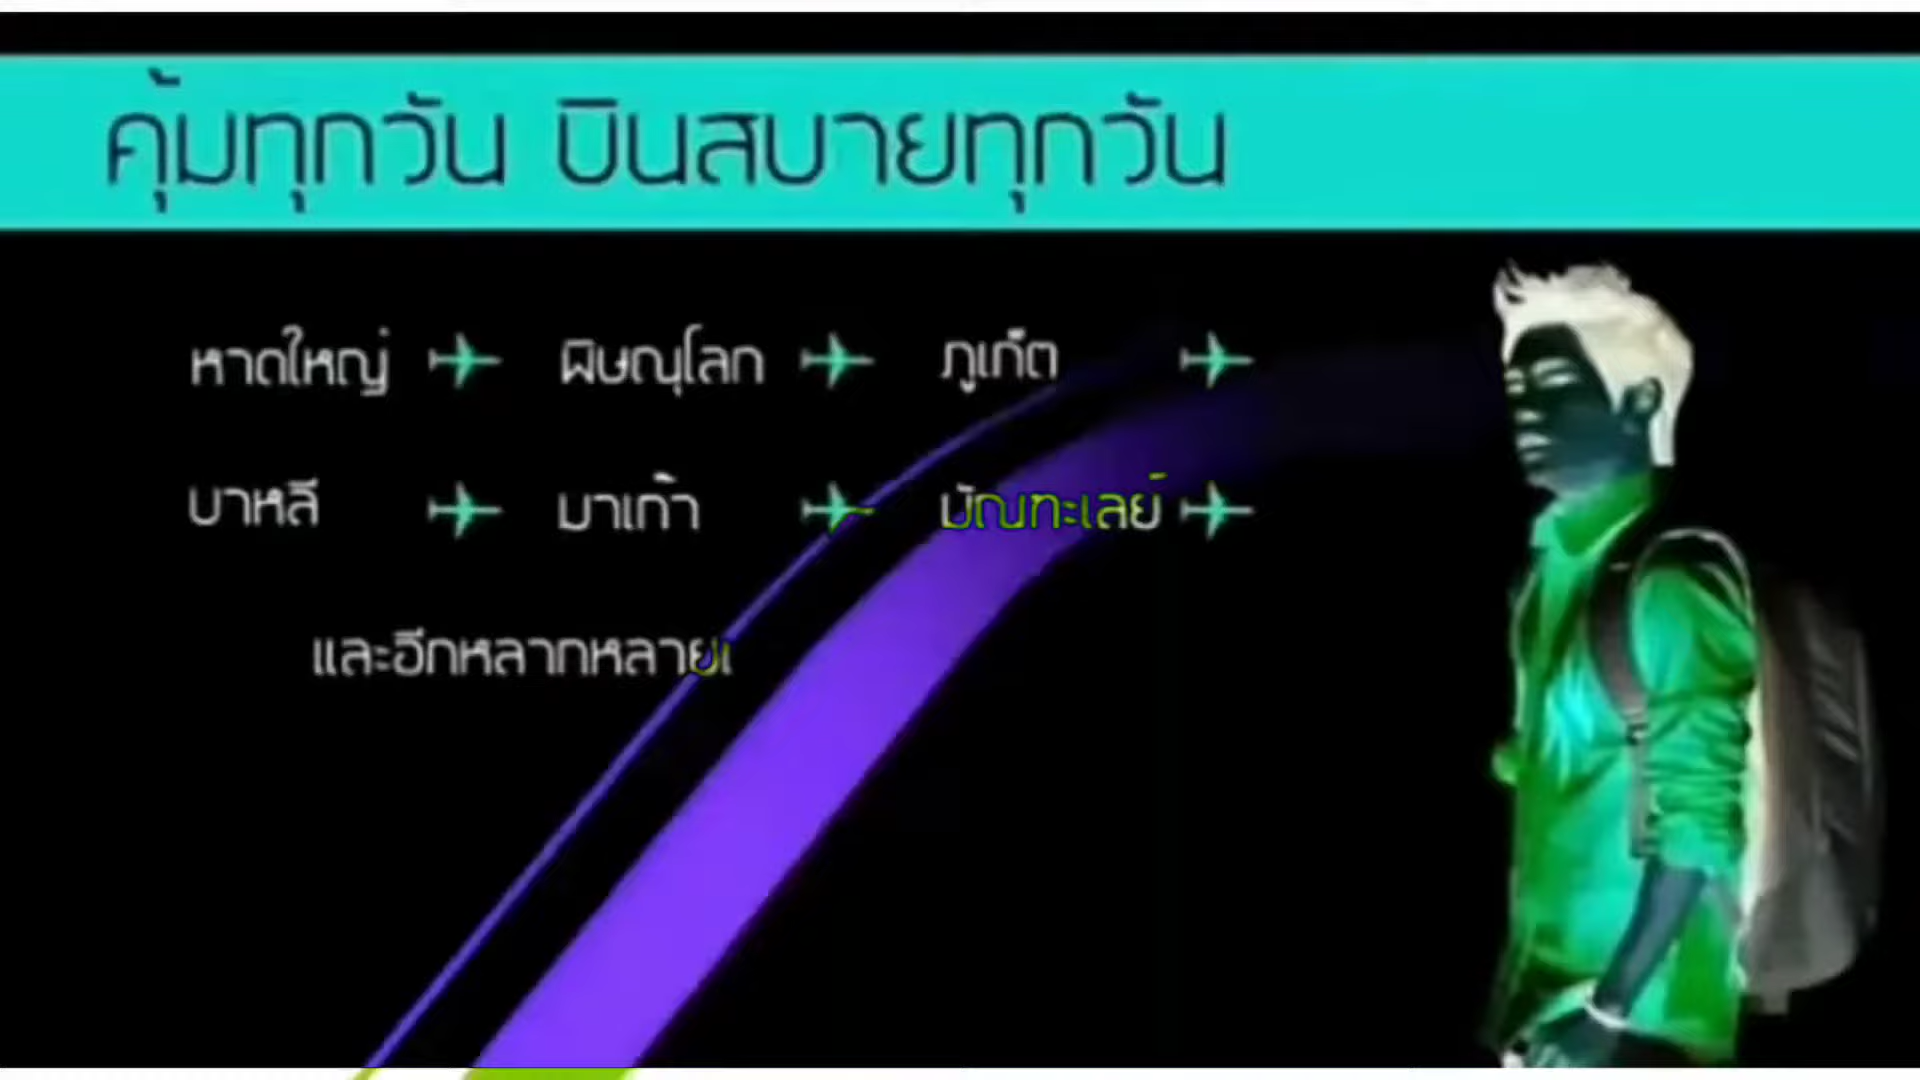 คุ้มทุกวัน บินสบายทุกวัน
หาดใหญ่ พิษณุโลก ภูเก็ต
บาหลี มาเก๊า มัณฑะเลย์
และอีกหลากหลายเ